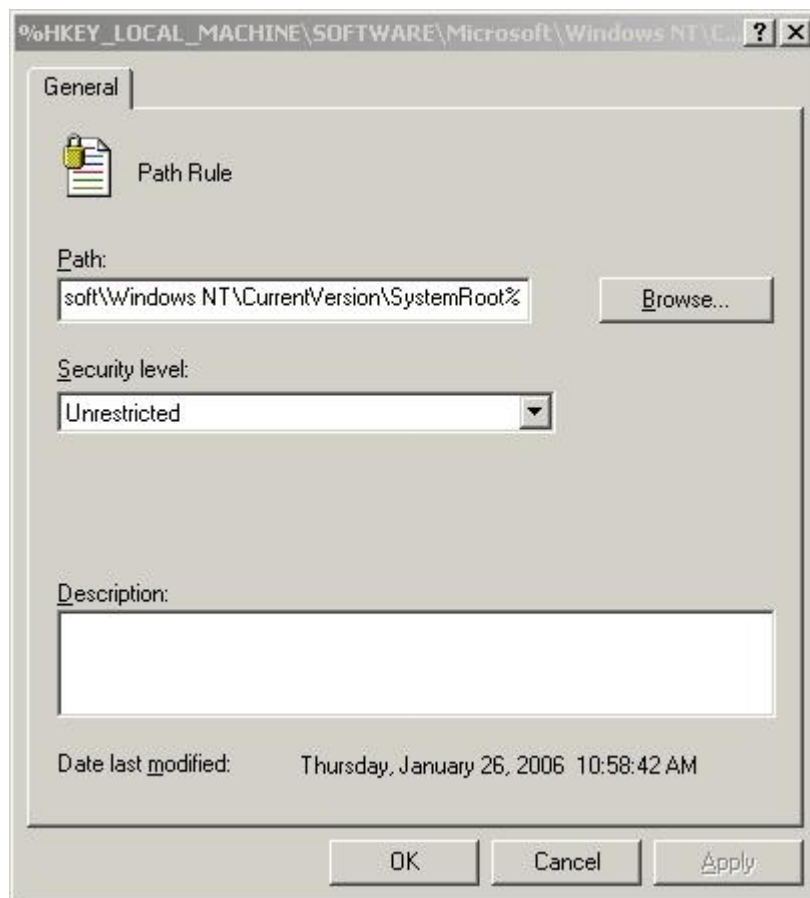 %HKEY_LOCAL_MACHINE\SOFTWARE\Microsoft\Windows NT\C...
General
Path Rule
Path:
soft\Windows NT\CurrentVersion\SystemRoot%
Browse...
Security level:
Unrestricted
Description:
Date last modified: Thursday, January 26, 2006 10:58:42 AM
OK Cancel Apply